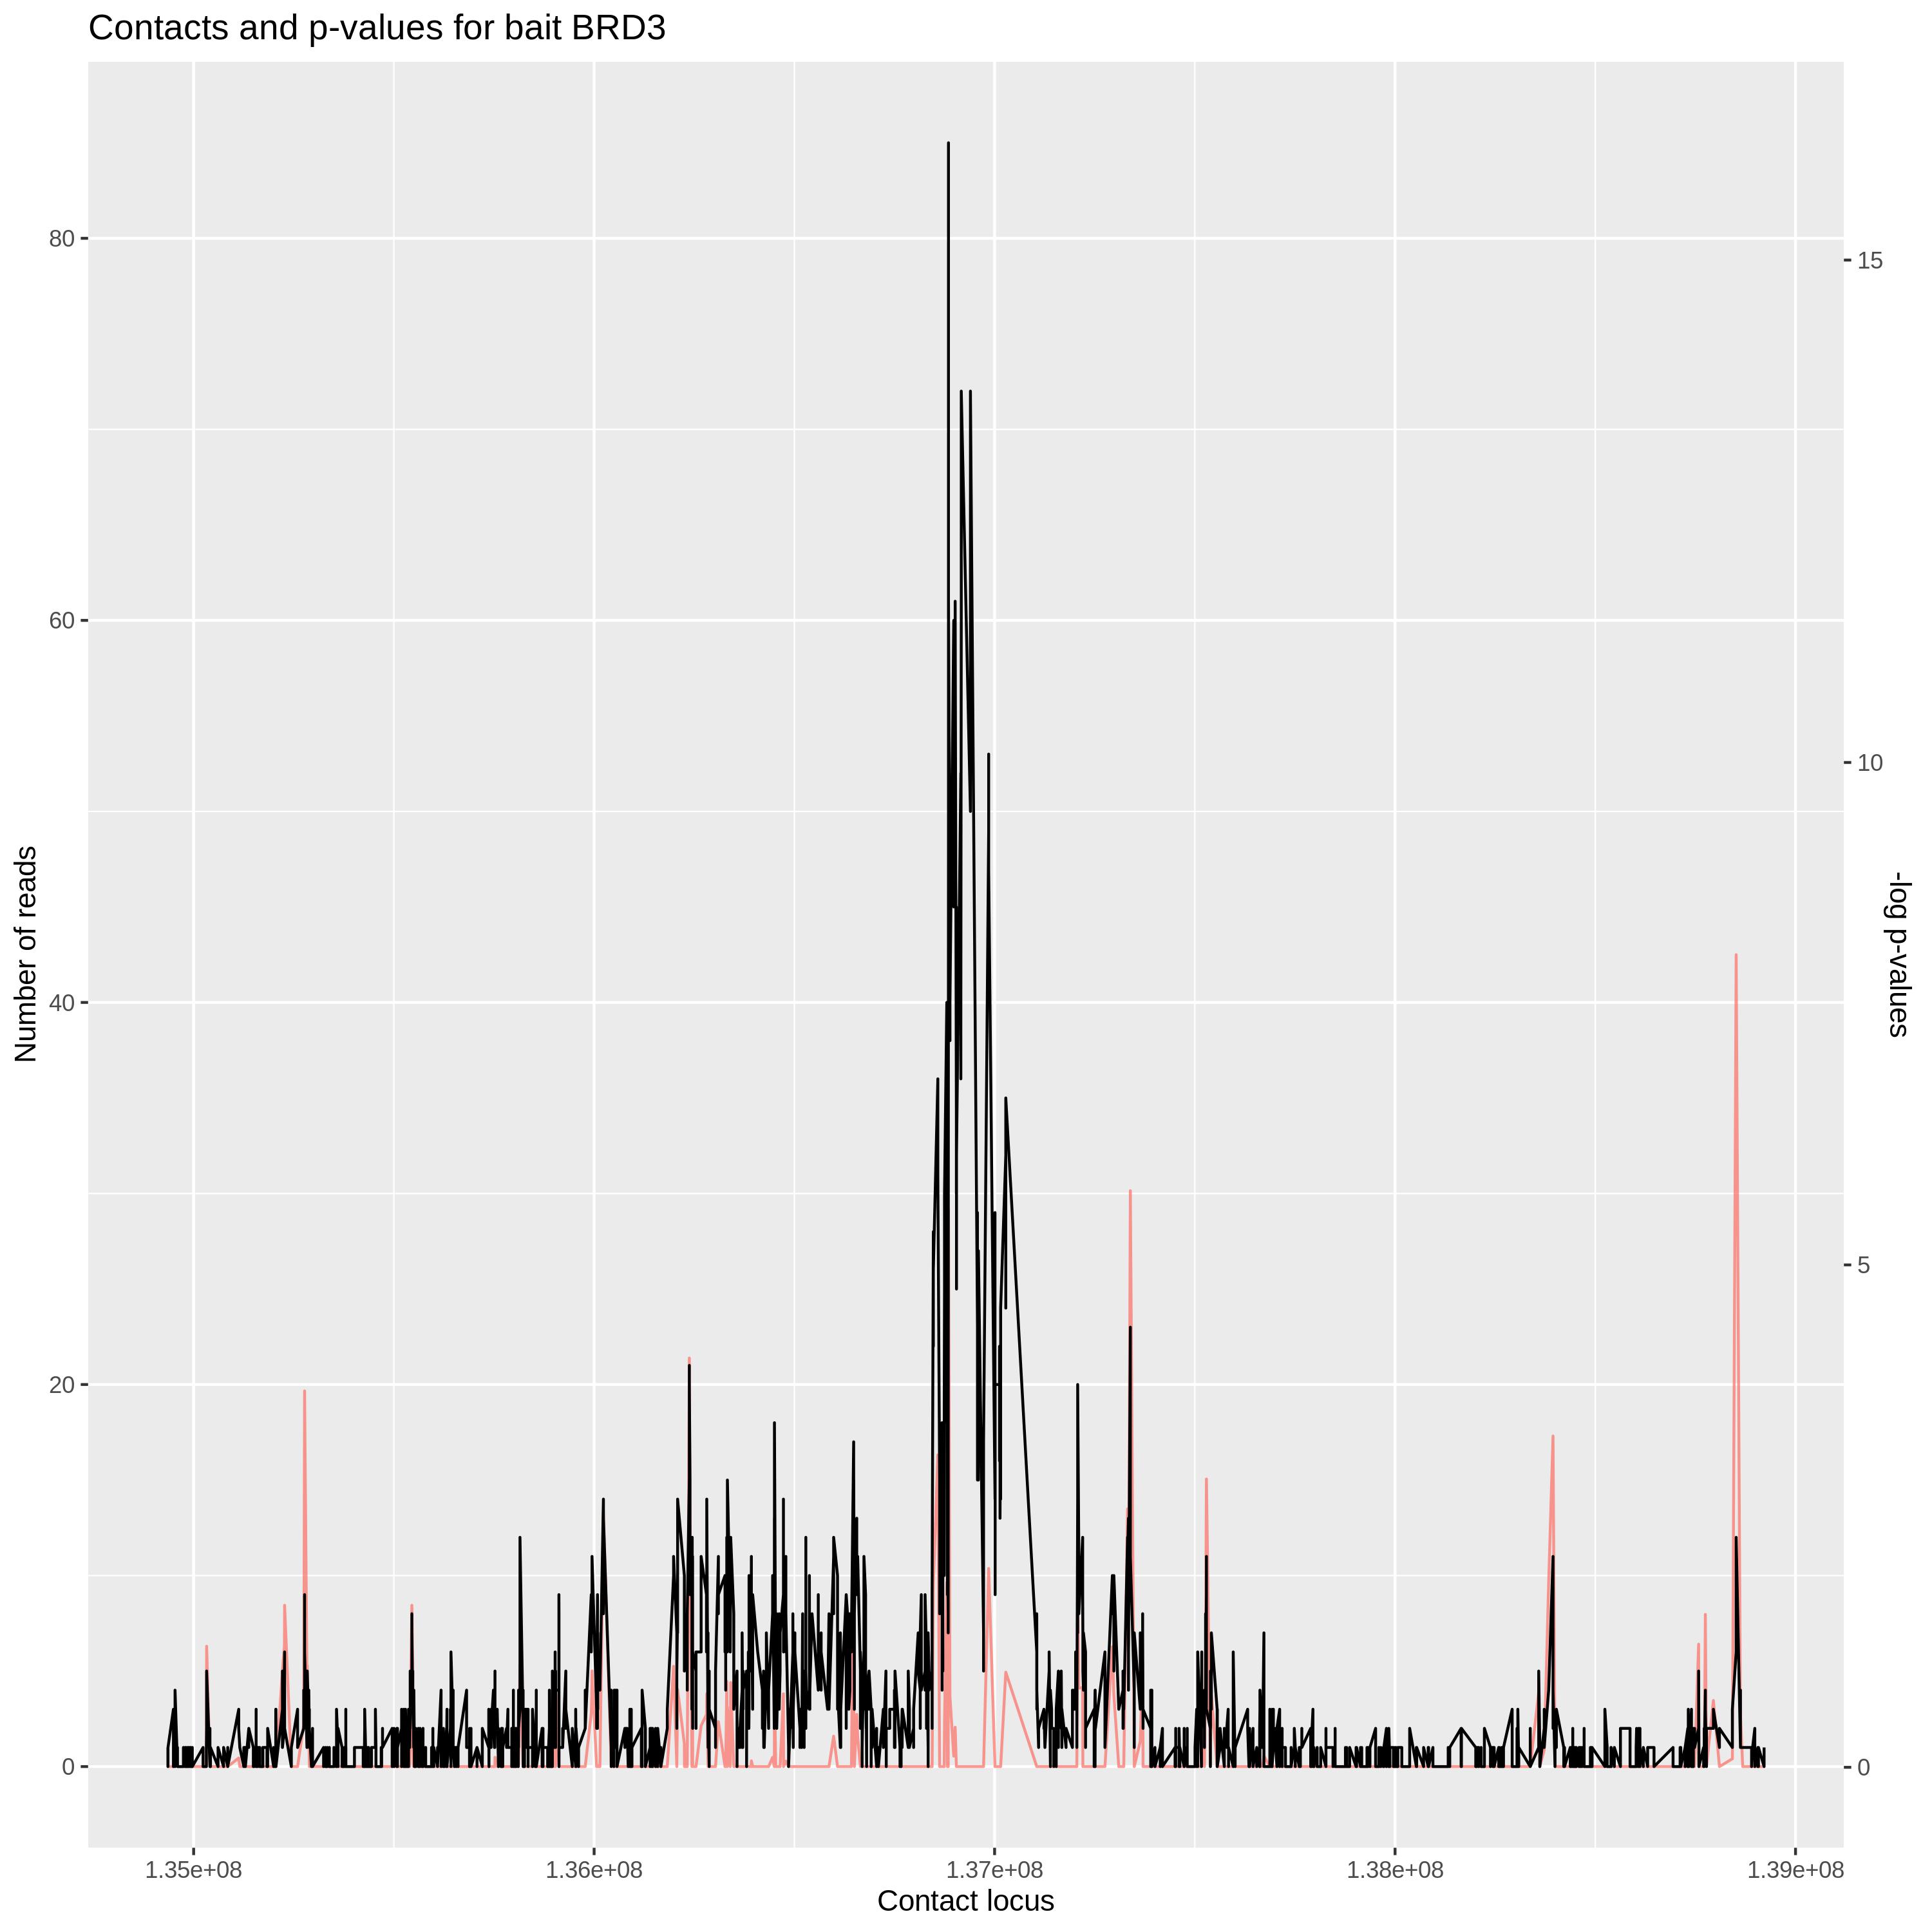 Contacts and p-values for bait BRD3
80
60
40
20
0
Number of reads
15
10
5
0
-log p-values
1.35e+08
1.36e+08
1.37e+08
1.38e+08
1.39e+08
Contact locus